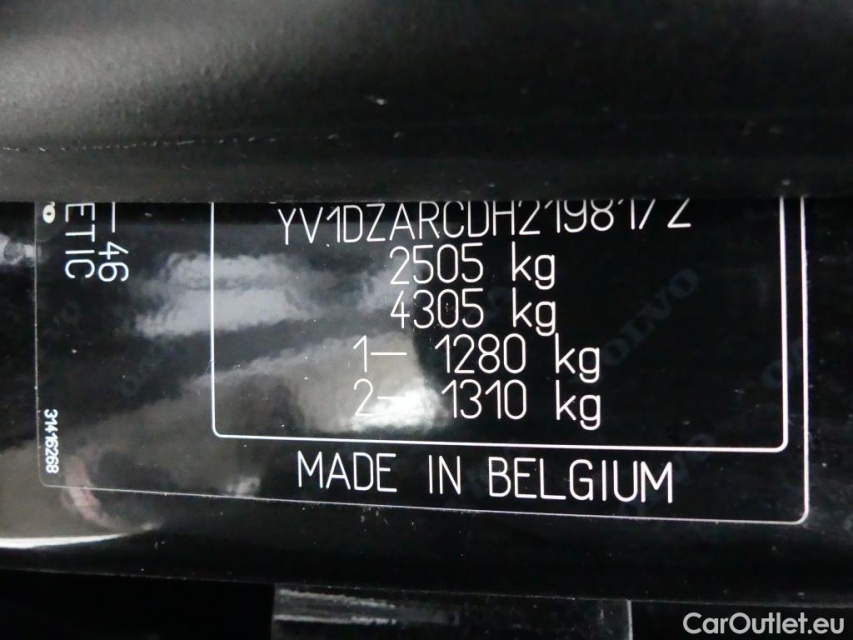 YV1DZARCDH2198172
2505 kg
4305 kg
1— 1280 kg
2— 1310 kg
MADE IN BELGIUM
—46
ETIC
31416268
VOLVO
CarOutlet.eu